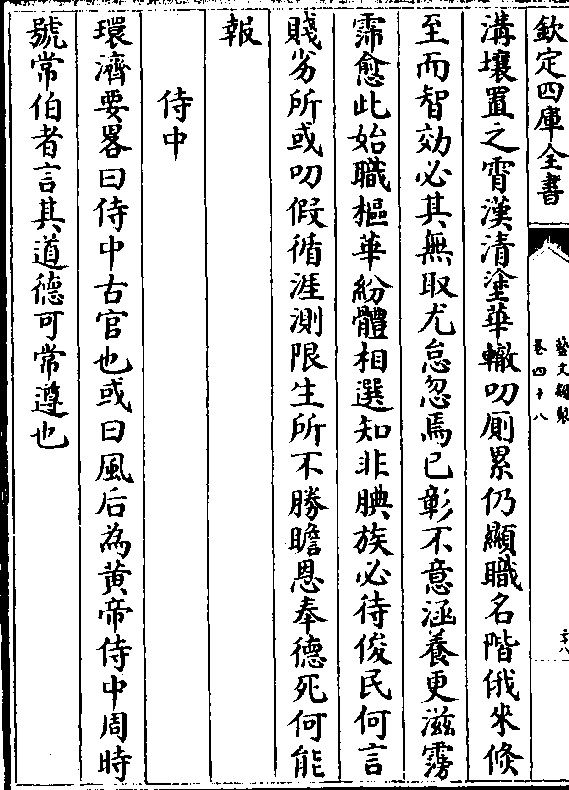 欽定四庫全書
藝文類聚
卷四十八
溝壤置之霄漢清塗華轍叨厠累仍顯職名階俄來倏
至而智効必其無取尤怠忽焉已彰不意涵養更滋霧
霈愈此始職樞華紛體相選知非腆族必待俊民何言
賤劣所或叨假循涯測限生所不勝瞻恩奉德死何能
報
侍中
環濟要畧曰侍中古官也或曰風后為黄帝侍中周時
號常伯者言其道德可常遵也